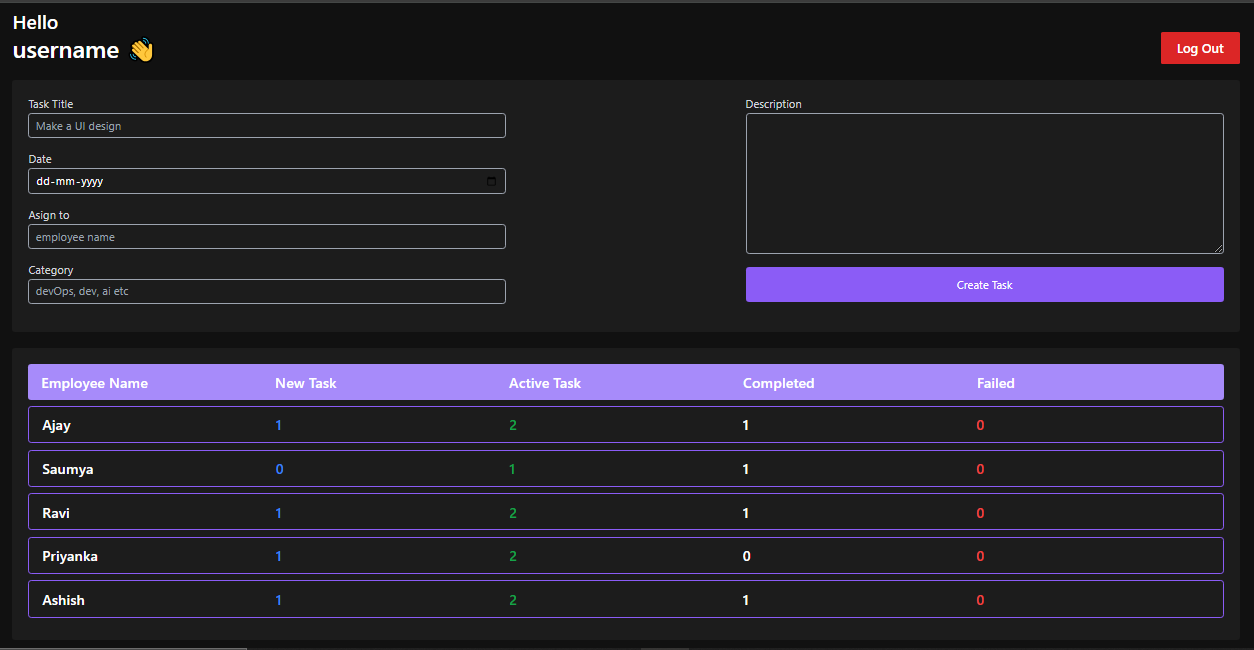 Hello
username 👋
Log Out
Task Title
Make a UI design
Date
dd-mm-yyyy
Asign to
employee name
Category
devOps, dev, ai etc
Description
Create Task
Employee Name New Task Active Task Completed Failed
Ajay 1 2 1 0
Saumya 0 1 1 0
Ravi 1 2 1 0
Priyanka 1 2 0 0
Ashish 1 2 1 0